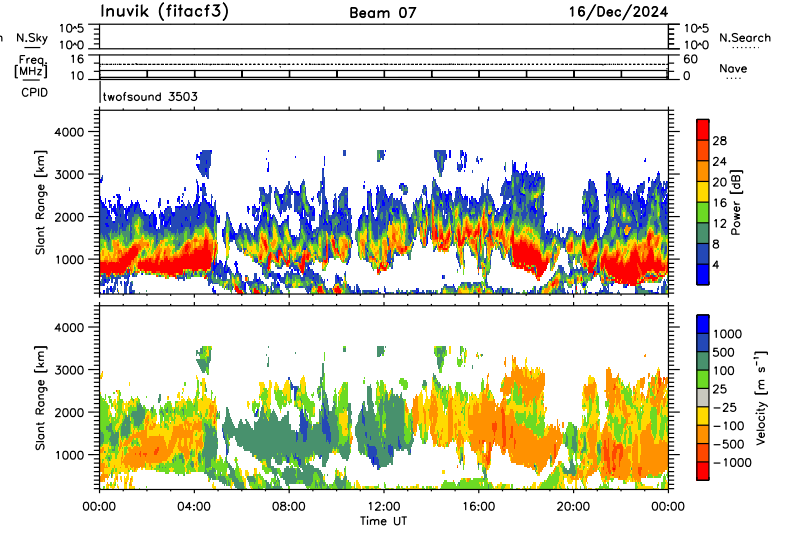 Inuvik (fitacf3) Beam 07 16/Dec/2024
n N.Sky 10^5 10^5 N.Search
10^0 10^0
Freq. 16 60
[MHz] 10 0 Nave
CPID twofsound 3503
Slant Range [km]
4000
3000
2000
1000
28
24
20
16
12
8
4
Power [dB]
Slant Range [km]
4000
3000
2000
1000
1000
500
100
25
-25
-100
-500
-1000
Velocity [m s⁻¹]
00:00 04:00 08:00 12:00 16:00 20:00 00:00
Time UT